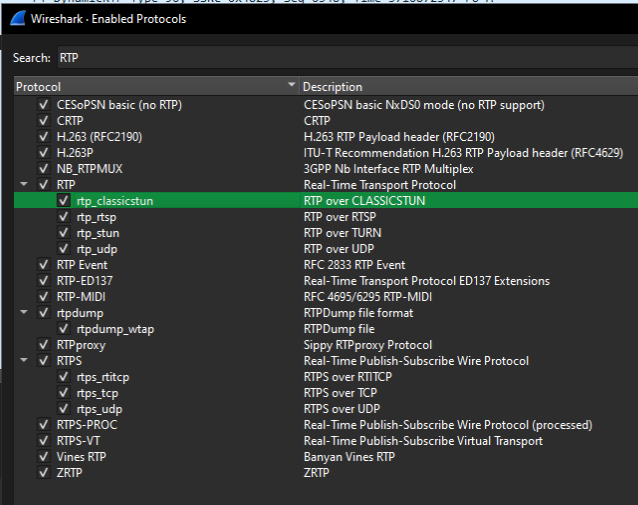 Wireshark · Enabled Protocols
Search: RTP
Protocol Description
CESoPSN basic (no RTP) CESoPSN basic NxDS0 mode (no RTP support)
CRTP CRTP
H.263 (RFC2190) H.263 RTP Payload header (RFC2190)
H.263P ITU-T Recommendation H.263 RTP Payload header (RFC4629)
NB_RTPMUX 3GPP Nb Interface RTP Multiplex
RTP Real-Time Transport Protocol
rtp_classicstun RTP over CLASSICSTUN
rtp_rtsp RTP over RTSP
rtp_stun RTP over TURN
rtp_udp RTP over UDP
RTP Event RFC 2833 RTP Event
RTP-ED137 Real-Time Transport Protocol ED137 Extensions
RTP-MIDI RFC 4695/6295 RTP-MIDI
rtpdump RTPDump file format
rtpdump_wtap RTPDump file
RTPproxy Sippy RTPproxy Protocol
RTPS Real-Time Publish-Subscribe Wire Protocol
rtps_rtitcp RTPS over RTITCP
rtps_tcp RTPS over TCP
rtps_udp RTPS over UDP
RTPS-PROC Real-Time Publish-Subscribe Wire Protocol (processed)
RTPS-VT Real-Time Publish-Subscribe Virtual Transport
Vines RTP Banyan Vines RTP
ZRTP ZRTP